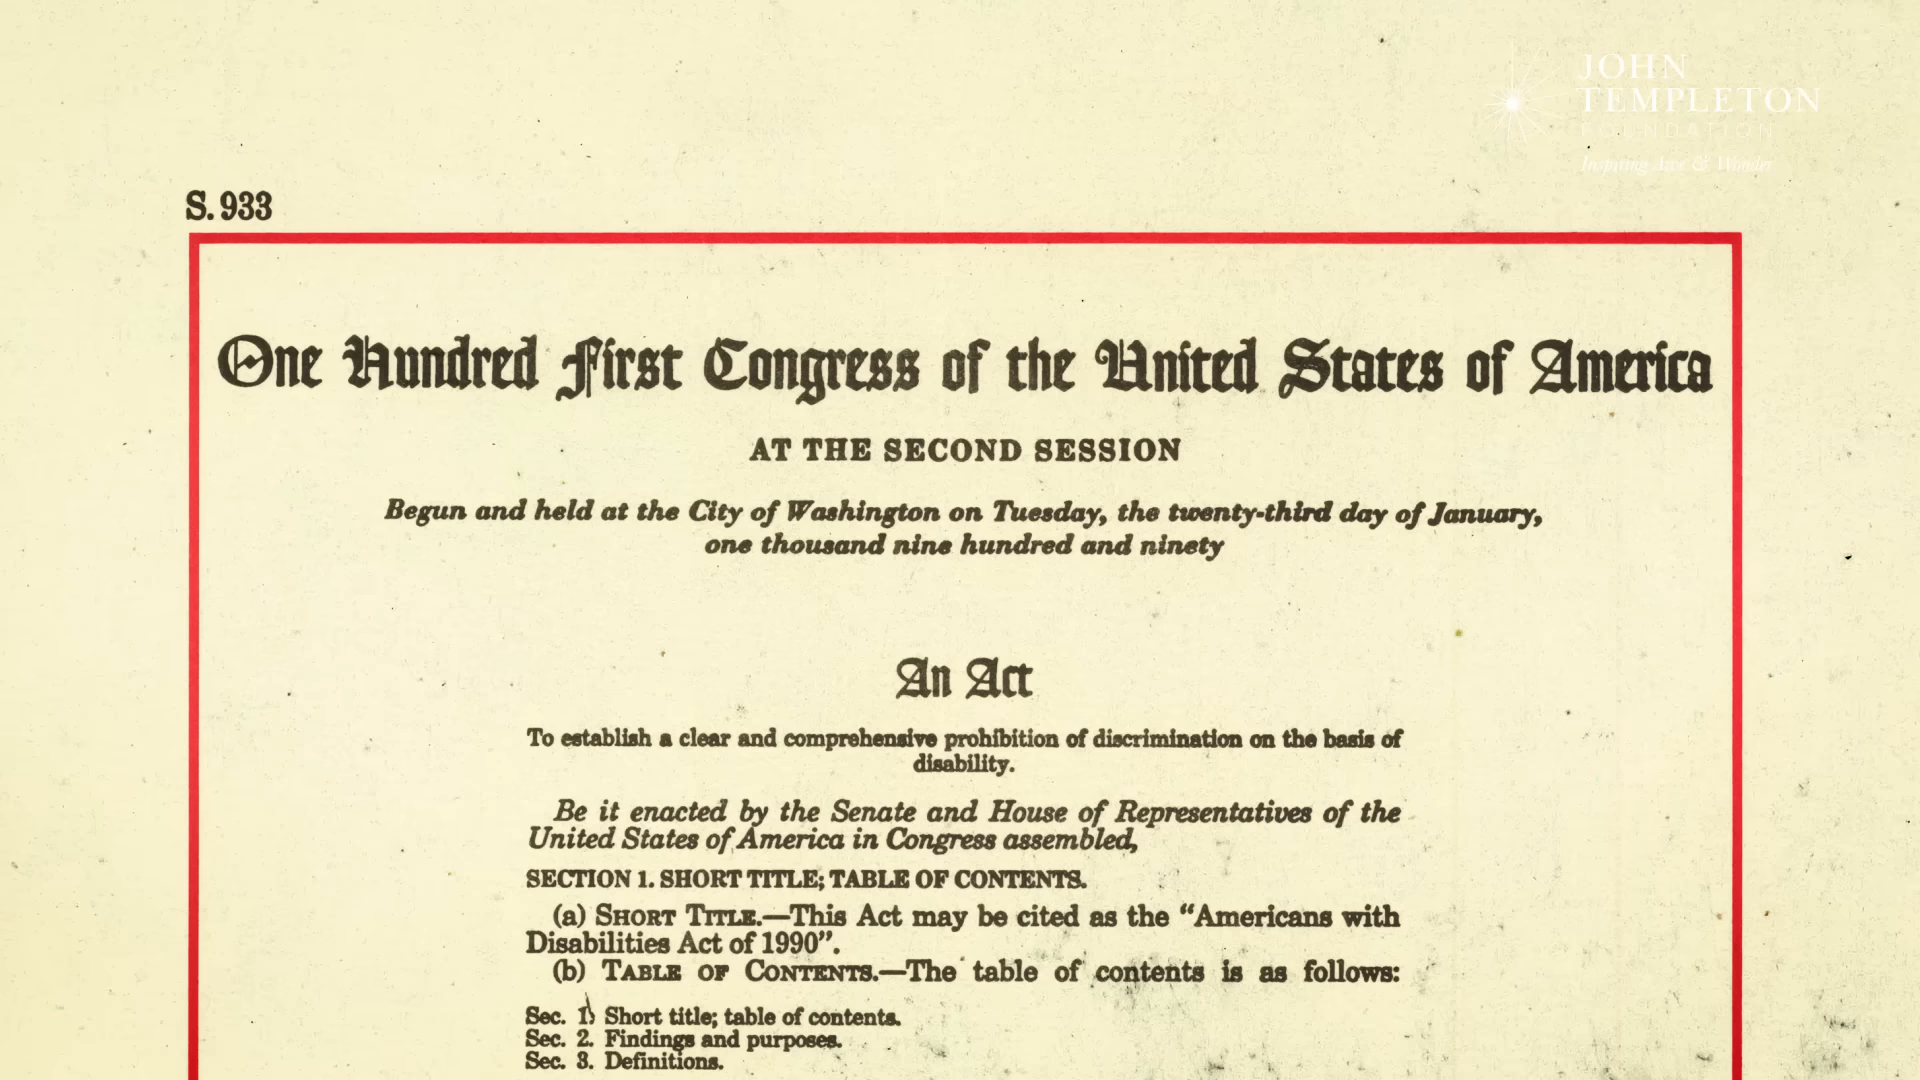 JOHN
TEMPLETON
FOUNDATION
Inspiring Awe & Wonder
S. 933
One Hundred First Congress of the United States of America
AT THE SECOND SESSION
Begun and held at the City of Washington on Tuesday, the twenty-third day of January,
one thousand nine hundred and ninety
An Act
To establish a clear and comprehensive prohibition of discrimination on the basis of
disability.
Be it enacted by the Senate and House of Representatives of the
United States of America in Congress assembled,
SECTION 1. SHORT TITLE; TABLE OF CONTENTS.
(a) SHORT TITLE.—This Act may be cited as the “Americans with
Disabilities Act of 1990”.
(b) TABLE OF CONTENTS.—The table of contents is as follows:
Sec. 1. Short title; table of contents.
Sec. 2. Findings and purposes.
Sec. 3. Definitions.